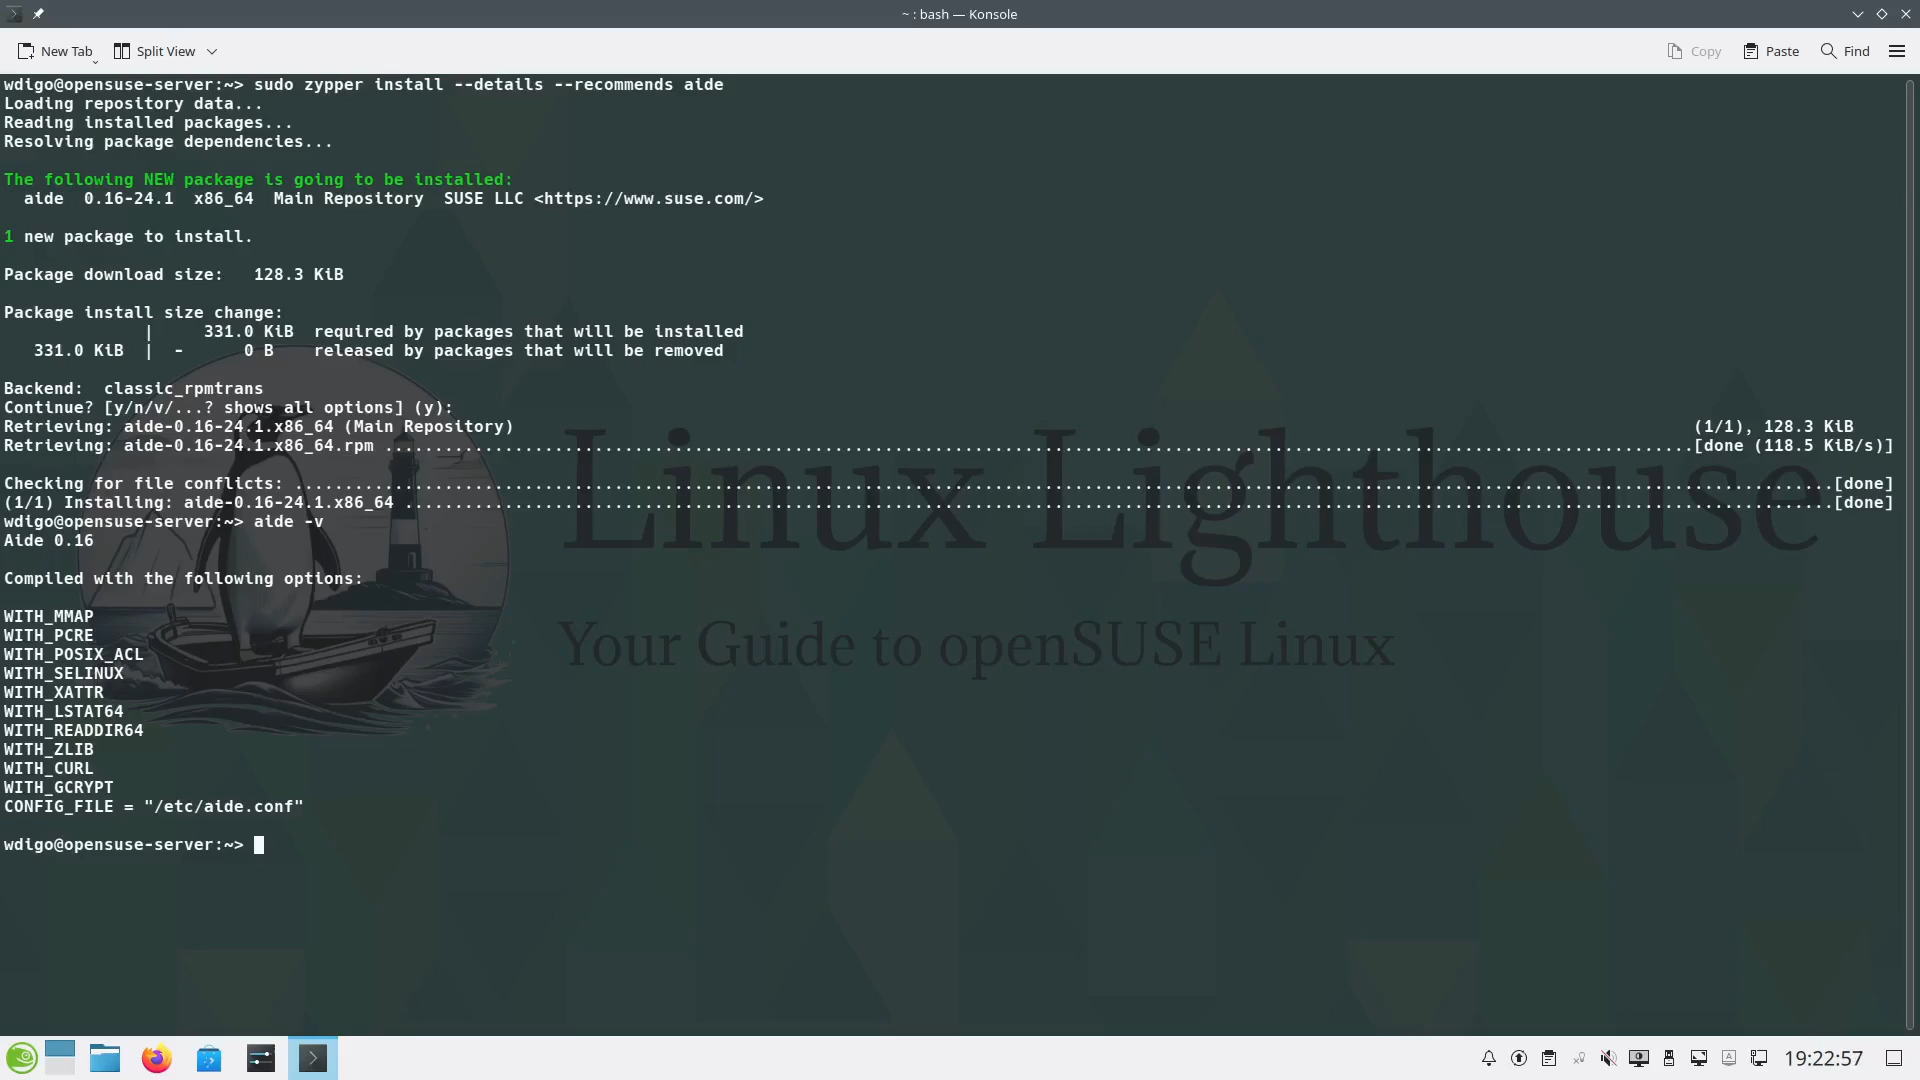 ~ : bash — Konsole
New Tab
Split View
Copy
Paste
Find
wdigo@opensuse-server:~> sudo zypper install --details --recommends aide
Loading repository data...
Reading installed packages...
Resolving package dependencies...
The following NEW package is going to be installed:
  aide  0.16-24.1  x86_64  Main Repository  SUSE LLC <https://www.suse.com/>
1 new package to install.
Package download size:   128.3 KiB
Package install size change:
              |     331.0 KiB  required by packages that will be installed
   331.0 KiB  |  -      0 B    released by packages that will be removed
Backend:  classic_rpmtrans
Continue? [y/n/v/...? shows all options] (y):
Retrieving: aide-0.16-24.1.x86_64 (Main Repository) (1/1), 128.3 KiB
Retrieving: aide-0.16-24.1.x86_64.rpm ..........[done (118.5 KiB/s)]
Checking for file conflicts: ..........[done]
(1/1) Installing: aide-0.16-24.1.x86_64 ..........[done]
wdigo@opensuse-server:~> aide -v
Aide 0.16
Compiled with the following options:
WITH_MMAP
WITH_PCRE
WITH_POSIX_ACL
WITH_SELINUX
WITH_XATTR
WITH_LSTAT64
WITH_READDIR64
WITH_ZLIB
WITH_CURL
WITH_GCRYPT
CONFIG_FILE = "/etc/aide.conf"
wdigo@opensuse-server:~>
Linux Lighthouse
Your Guide to openSUSE Linux
19:22:57